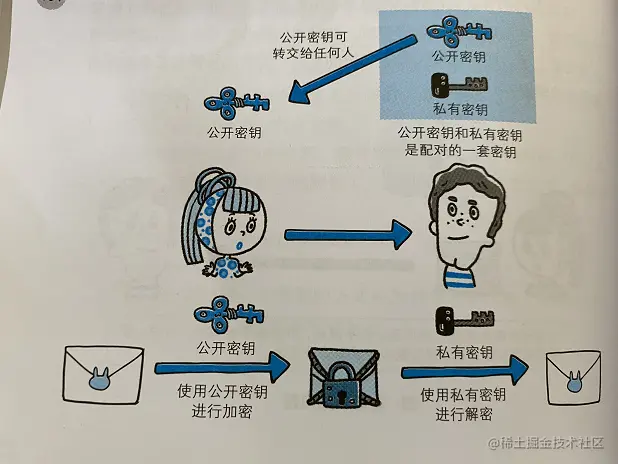 公开密钥可
转交给任何人
公开密钥
私有密钥
公开密钥
公开密钥和私有密钥
是配对的一套密钥
公开密钥
私有密钥
使用公开密钥
进行加密
使用私有密钥
进行解密
@稀土掘金技术社区